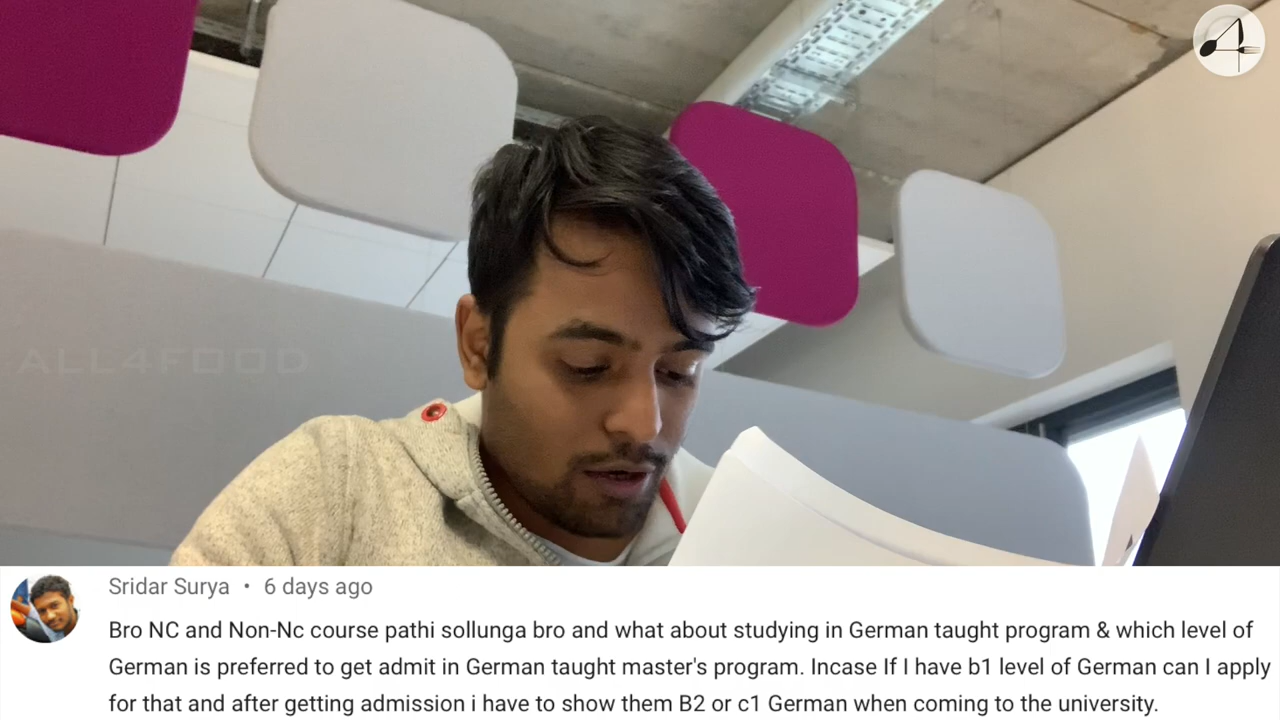 ALL4FOOD
Sridar Surya • 6 days ago
Bro NC and Non-Nc course pathi sollunga bro and what about studying in German taught program & which level of
German is preferred to get admit in German taught master's program. Incase If I have b1 level of German can I apply
for that and after getting admission i have to show them B2 or c1 German when coming to the university.